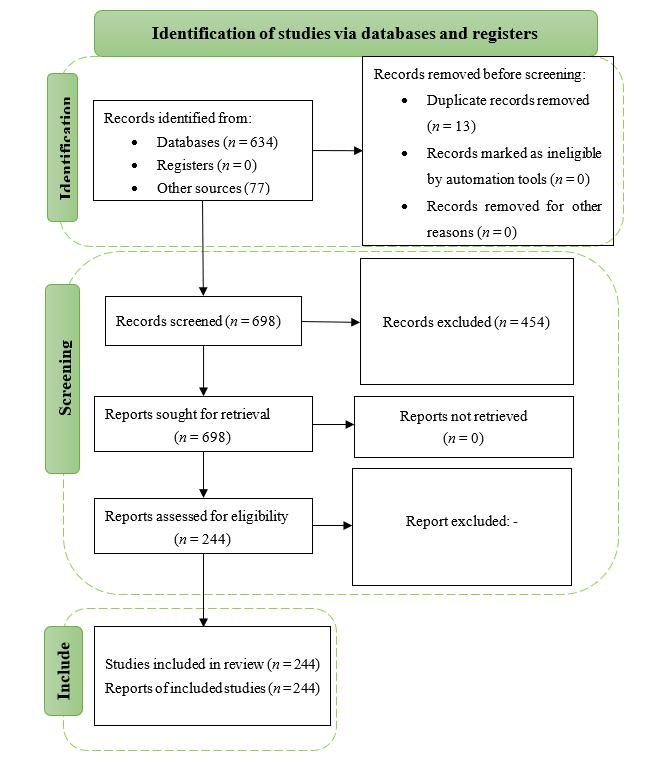 Identification of studies via databases and registers
Identification
Records identified from:
• Databases (n = 634)
• Registers (n = 0)
• Other sources (77)
Records removed before screening:
• Duplicate records removed
(n = 13)
• Records marked as ineligible
by automation tools (n = 0)
• Records removed for other
reasons (n = 0)
Screening
Records screened (n = 698)
Records excluded (n = 454)
Reports sought for retrieval
(n = 698)
Reports not retrieved
(n = 0)
Reports assessed for eligibility
(n = 244)
Report excluded: -
Include
Studies included in review (n = 244)
Reports of included studies (n =244)